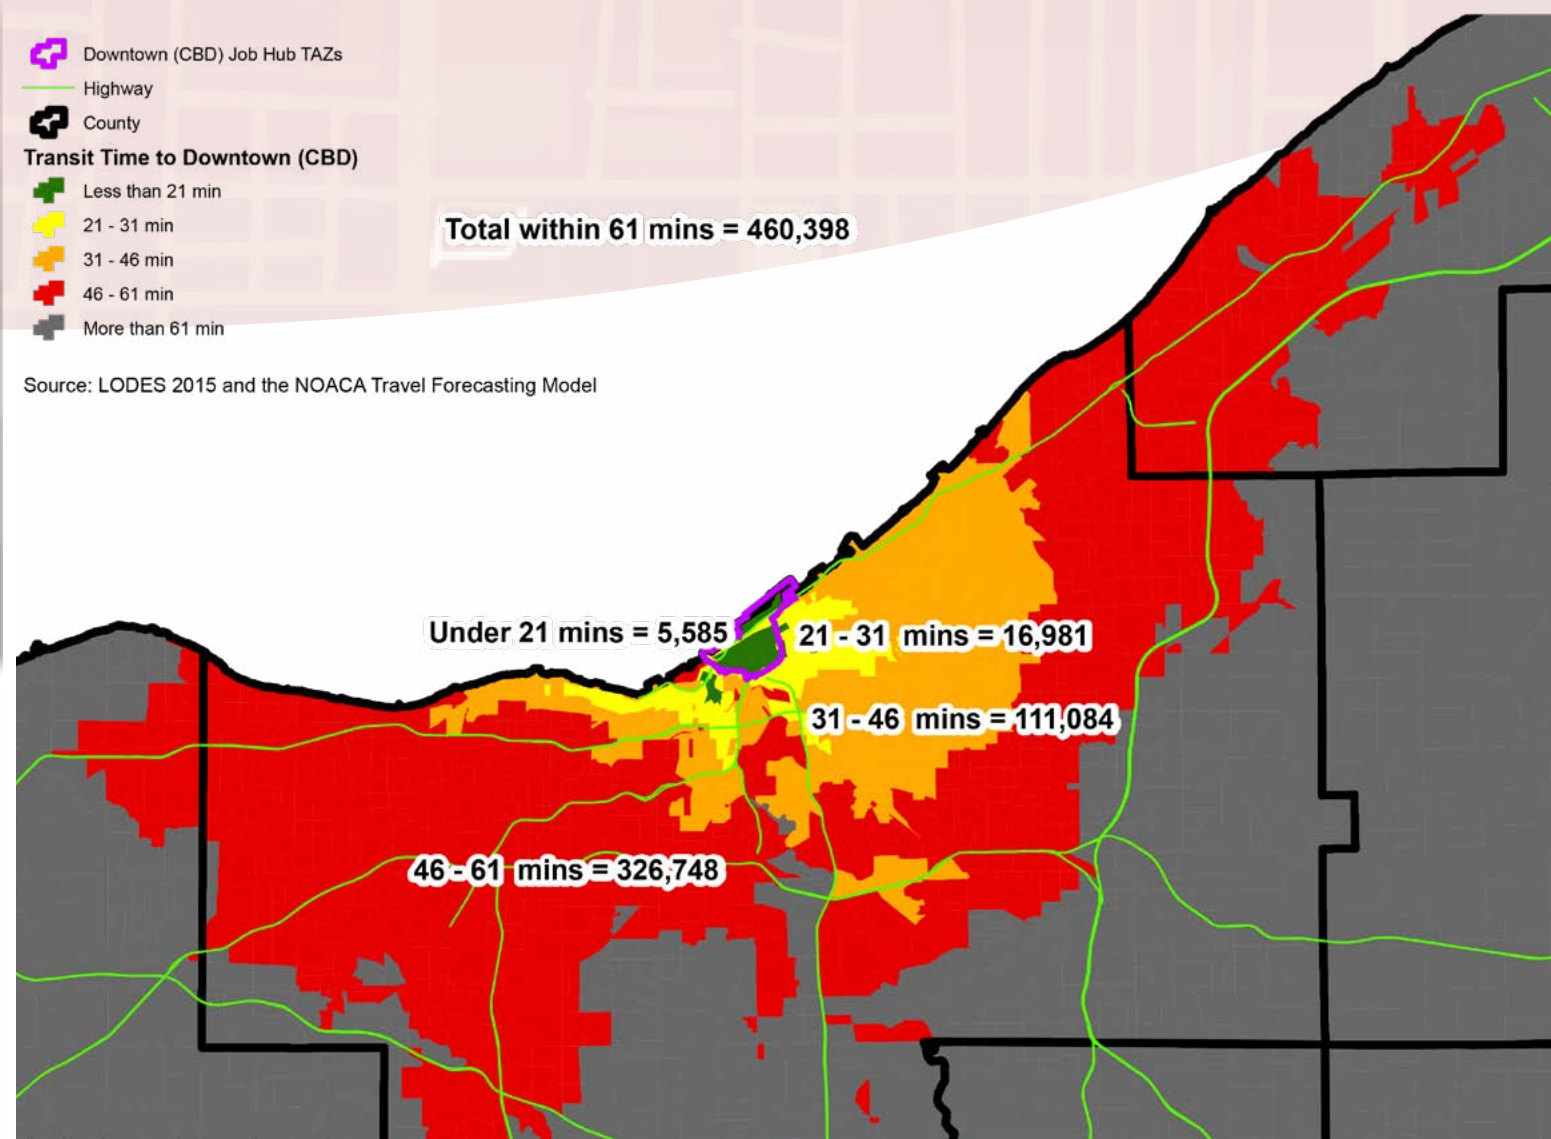 Downtown (CBD) Job Hub TAZs
Highway
County
Transit Time to Downtown (CBD)
Less than 21 min
21 - 31 min
31 - 46 min
46 - 61 min
More than 61 min
Source: LODES 2015 and the NOACA Travel Forecasting Model
Total within 61 mins = 460,398
Under 21 mins = 5,585
21 - 31 mins = 16,981
31 - 46 mins = 111,084
46 - 61 mins = 326,748